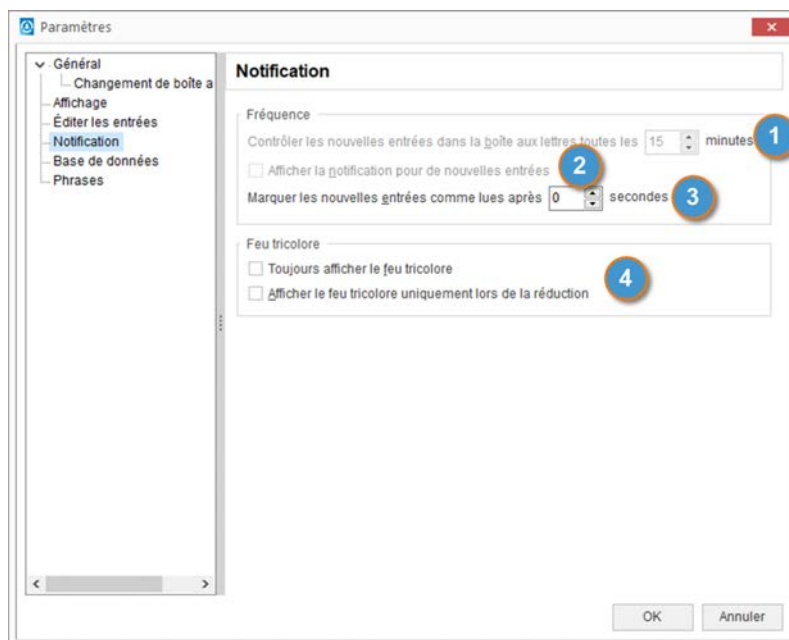 Paramètres
Général
Changement de boîte a
Affichage
Éditer les entrées
Notification
Base de données
Phrases
Notification
Fréquence
Contrôler les nouvelles entrées dans la boîte aux lettres toutes les 15 minutes 1
Afficher la notification pour de nouvelles entrées 2
Marquer les nouvelles entrées comme lues après 0 secondes 3
Feu tricolore
Toujours afficher le feu tricolore
4
Afficher le feu tricolore uniquement lors de la réduction
OK Annuler